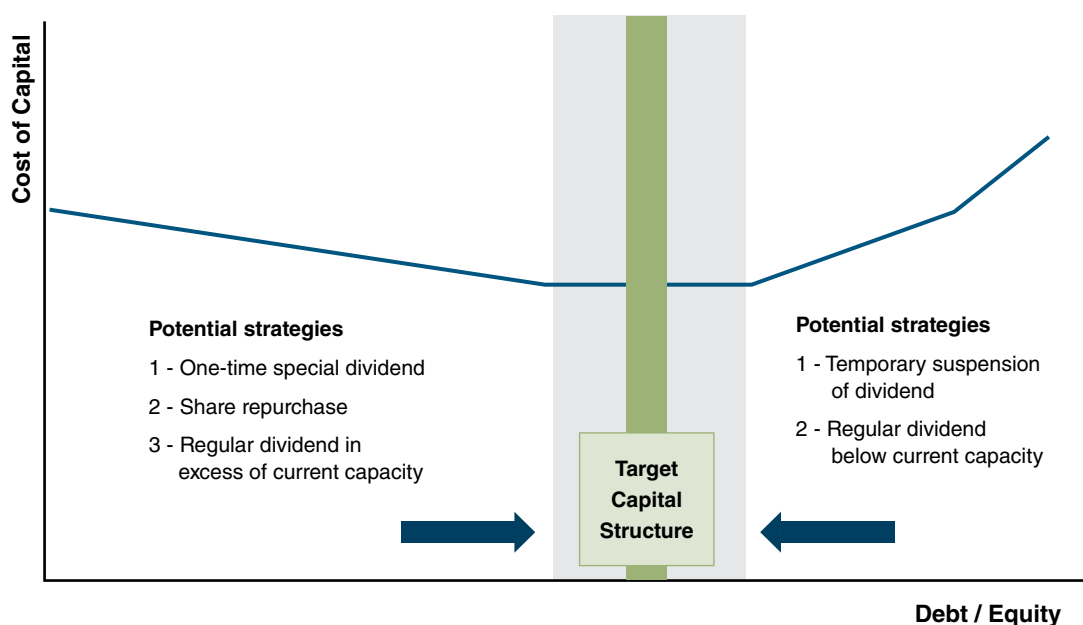 Cost of Capital
Potential strategies
1 - One-time special dividend
2 - Share repurchase
3 - Regular dividend in
excess of current capacity
Target
Capital
Structure
Potential strategies
1 - Temporary suspension
of dividend
2 - Regular dividend
below current capacity
Debt / Equity